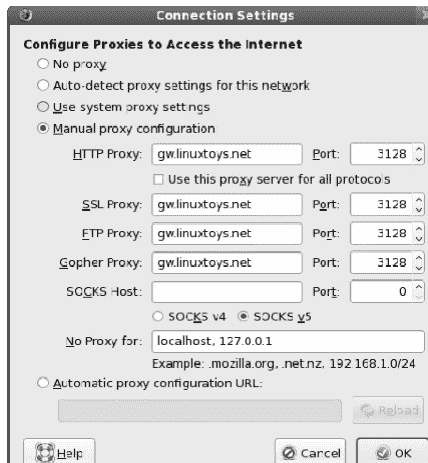 Connection Settings
Configure Proxies to Access the Internet
No proxy
Auto-detect proxy settings for this network
Use system proxy settings
Manual proxy configuration
HTTP Proxy: gw.linuxtoys.net Port: 3128
Use this proxy server for all protocols
SSL Proxy: gw.linuxtoys.net Port: 3128
FTP Proxy: gw.linuxtoys.net Port: 3128
Gopher Proxy: gw.linuxtoys.net Port: 3128
SOCKS Host: Port: 0
SOCKS v4 SOCKS v5
No Proxy for: localhost, 127.0.0.1
Example: .mozilla.org, .net.nz, 192.168.1.0/24
Automatic proxy configuration URL:
Reload
Help Cancel OK